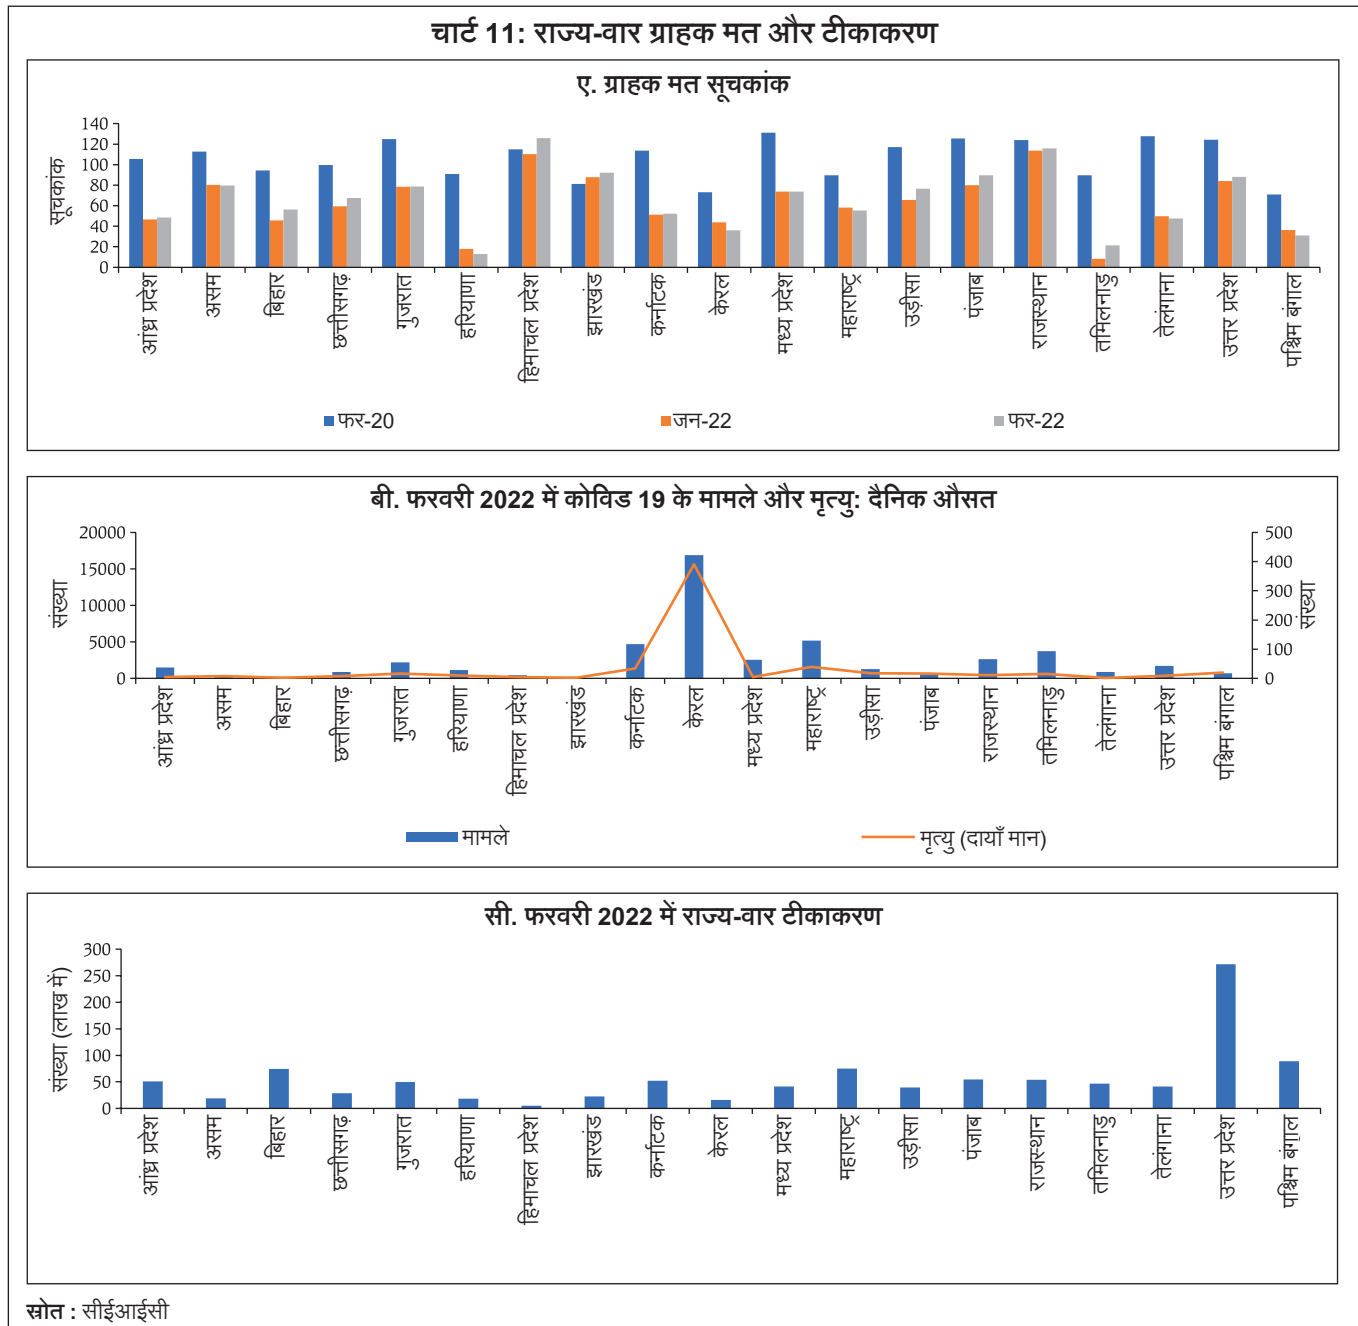 चार्ट 11: राज्य-वार ग्राहक मत और टीकाकरण
ए. ग्राहक मत सूचकांक
सूचकांक
140
120
100
80
60
40
20
0
आंध्र प्रदेश
असम
बिहार
छत्तीसगढ़
गुजरात
हरियाणा
हिमाचल प्रदेश
झारखंड
कर्नाटक
केरल
मध्य प्रदेश
महाराष्ट्र
उड़ीसा
पंजाब
राजस्थान
तमिलनाडु
तेलंगाना
उत्तर प्रदेश
पश्चिम बंगाल
फर-20 जन-22 फर-22
बी. फरवरी 2022 में कोविड 19 के मामले और मृत्यु: दैनिक औसत
संख्या
20000
15000
10000
5000
0
500
400
300
200
100
0
संख्या
आंध्र प्रदेश
असम
बिहार
छत्तीसगढ़
गुजरात
हरियाणा
हिमाचल प्रदेश
झारखंड
कर्नाटक
केरल
मध्य प्रदेश
महाराष्ट्र
उड़ीसा
पंजाब
राजस्थान
तमिलनाडु
तेलंगाना
उत्तर प्रदेश
पश्चिम बंगाल
मामले मृत्यु (दायाँ मान)
सी. फरवरी 2022 में राज्य-वार टीकाकरण
संख्या (लाख में)
300
250
200
150
100
50
0
आंध्र प्रदेश
असम
बिहार
छत्तीसगढ़
गुजरात
हरियाणा
हिमाचल प्रदेश
झारखंड
कर्नाटक
केरल
मध्य प्रदेश
महाराष्ट्र
उड़ीसा
पंजाब
राजस्थान
तमिलनाडु
तेलंगाना
उत्तर प्रदेश
पश्चिम बंगाल
स्रोत : सीईआईसी